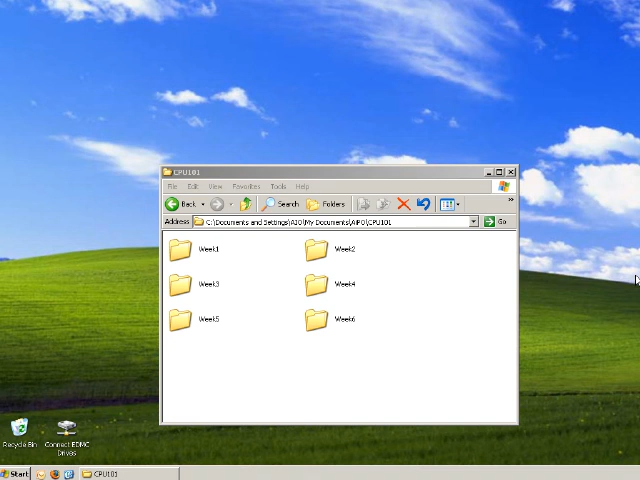 CPU101
File Edit View Favorites Tools Help
Back Search Folders
Address C:\Documents and Settings\AIO\My Documents\AIPO\CPU101 Go
Week1 Week2
Week3 Week4
Week5 Week6
Recycle Bin Connect EDMC
Drives
Start CPU101